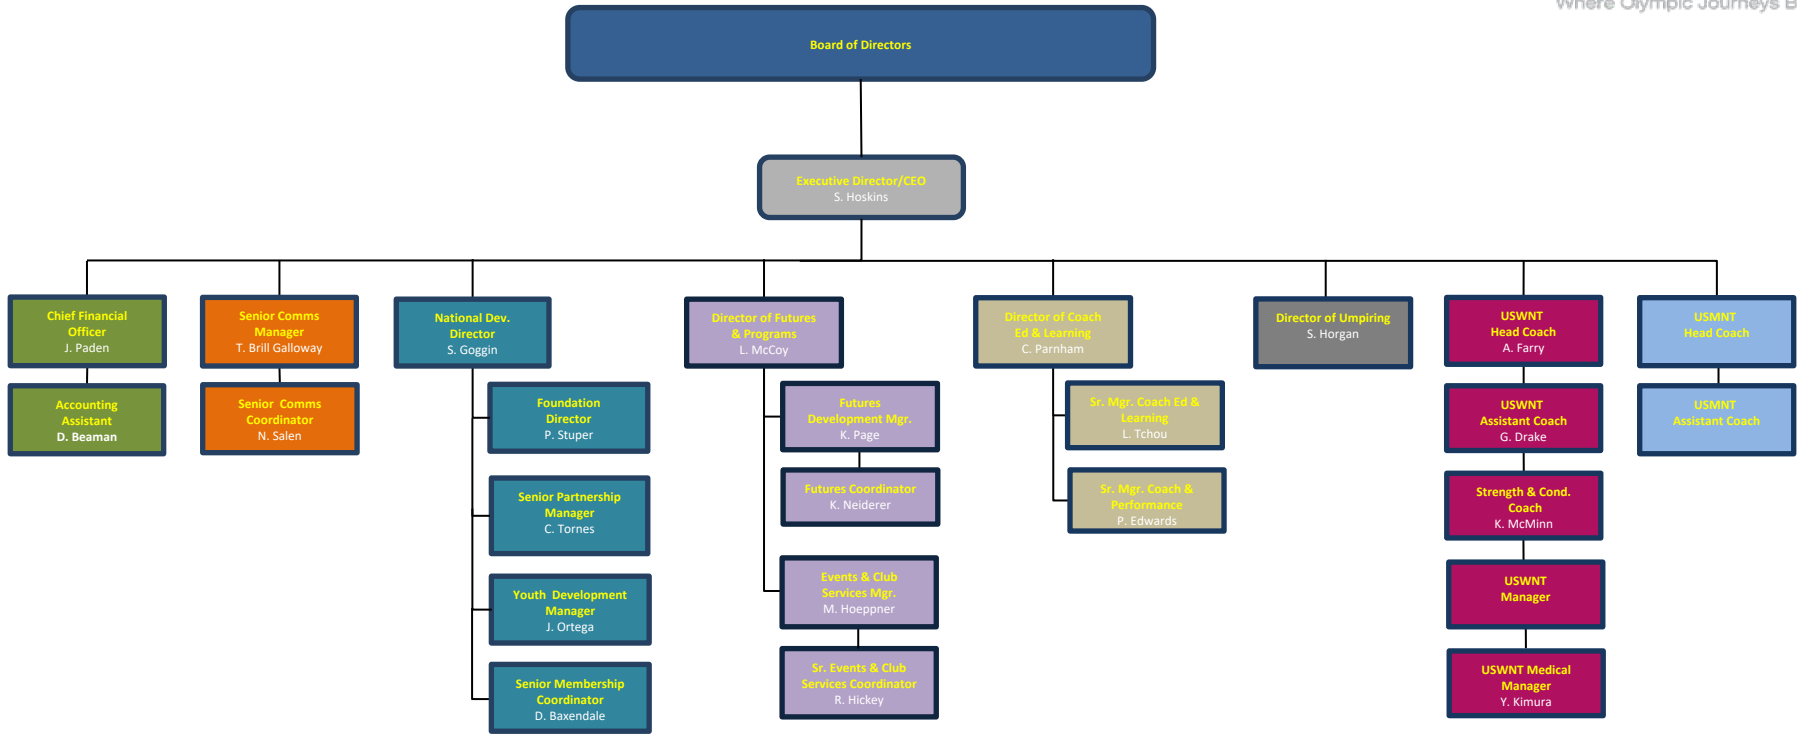 Where Olympic Journeys B
Board of Directors
Executive Director/CEO
S. Hoskins
Chief Financial
Officer
J. Paden
Accounting
Assistant
D. Beaman
Senior Comms
Manager
T. Brill Galloway
Senior Comms
Coordinator
N. Salen
National Dev.
Director
S. Goggin
Foundation
Director
P. Stuper
Senior Partnership
Manager
C. Tornes
Youth Development
Manager
J. Ortega
Senior Membership
Coordinator
D. Baxendale
Director of Futures
& Programs
L. McCoy
Futures
Development Mgr.
K. Page
Futures Coordinator
K. Neiderer
Events & Club
Services Mgr.
M. Hoeppner
Sr. Events & Club
Services Coordinator
R. Hickey
Director of Coach
Ed & Learning
C. Parnham
Sr. Mgr. Coach Ed &
Learning
L. Tchou
Sr. Mgr. Coach &
Performance
P. Edwards
Director of Umpiring
S. Horgan
USWNT
Head Coach
A. Farry
USWNT
Assistant Coach
G. Drake
Strength & Cond.
Coach
K. McMinn
USWNT
Manager
USWNT Medical
Manager
Y. Kimura
USMNT
Head Coach
USMNT
Assistant Coach